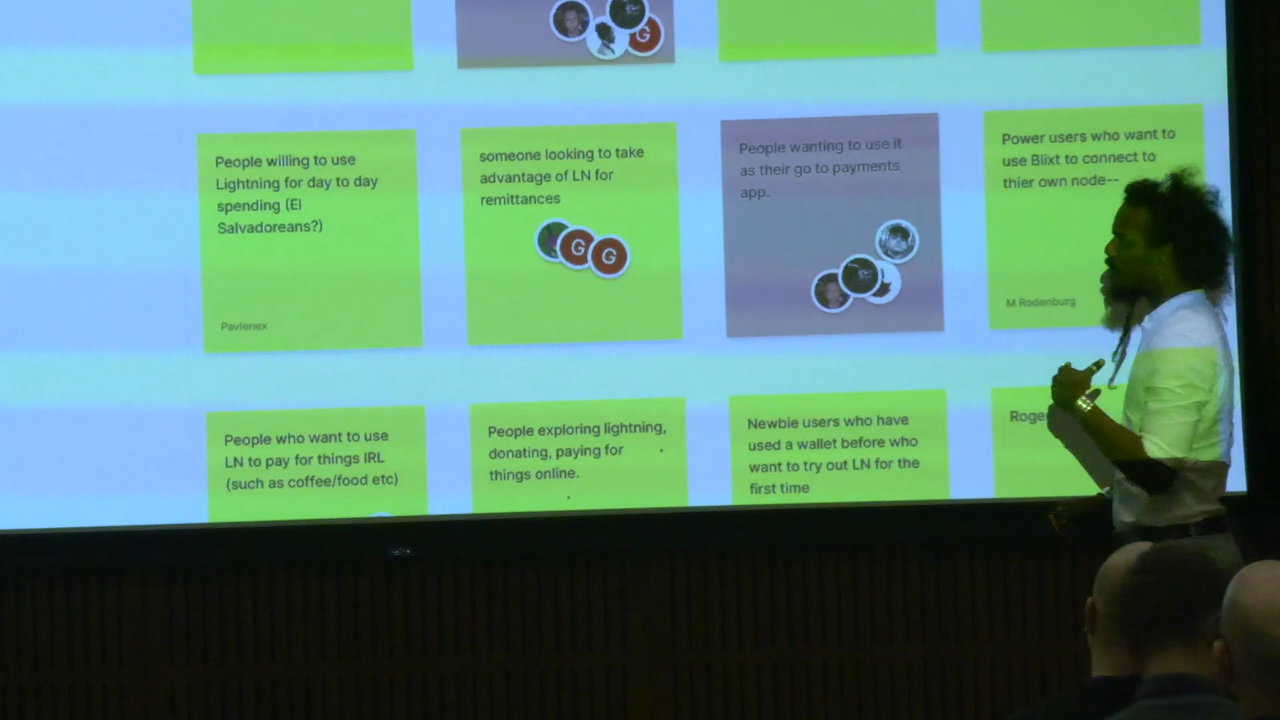 G
People willing to use
Lightning for day to day
spending (El
Salvadoreans?)
Pavlenex
someone looking to take
advantage of LN for
remittances
G
G
People wanting to use it
as their go to payments
app.
Power users who want to
use Blixt to connect to
thier own node--
M Rodenburg
People who want to use
LN to pay for things IRL
(such as coffee/food etc)
People exploring lightning,
donating, paying for
things online.
Newbie users who have
used a wallet before who
want to try out LN for the
first time